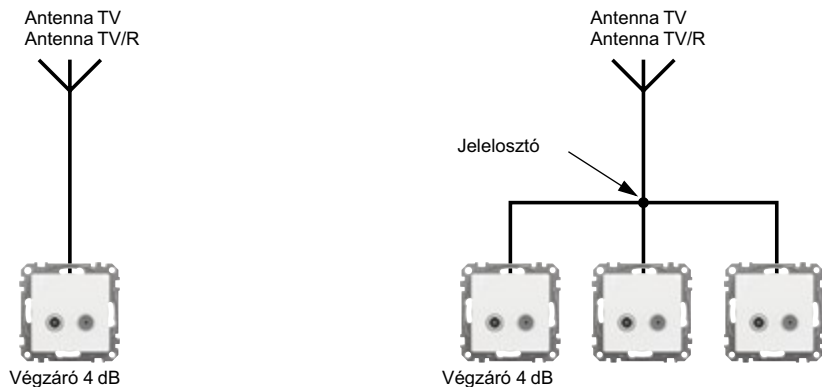 Antenna TV
Antenna TV/R
Végzáró 4 dB
Antenna TV
Antenna TV/R
Jelelosztó
Végzáró 4 dB